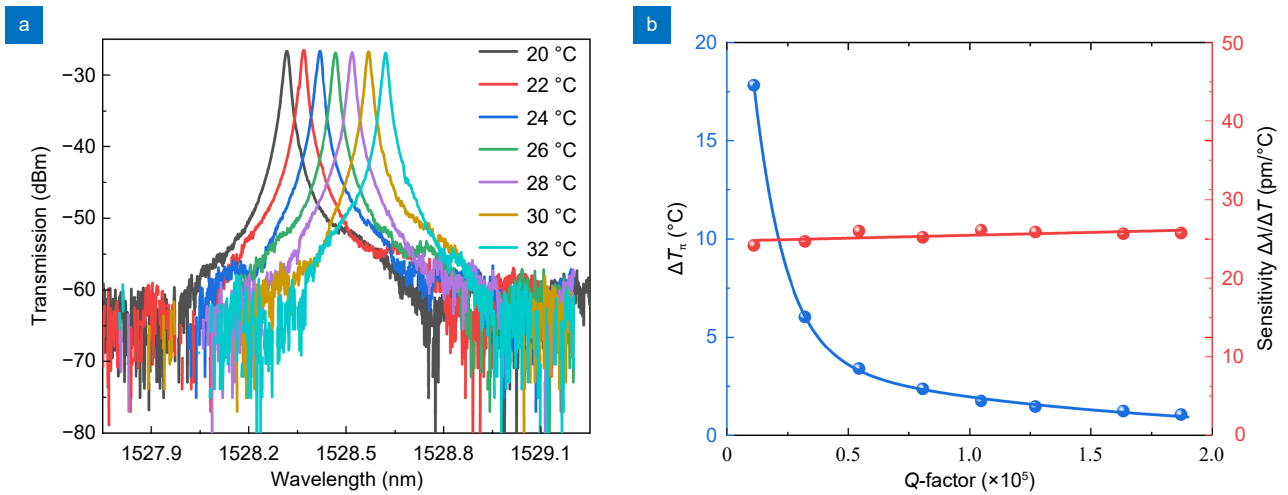 a
Transmission (dBm)
−30
−40
−50
−60
−70
−80
1527.9
1528.2
1528.5
1528.8
1529.1
Wavelength (nm)
20 °C
22 °C
24 °C
26 °C
28 °C
30 °C
32 °C
b
ΔTπ (°C)
20
15
10
5
0
0
0.5
1.0
1.5
2.0
Q-factor (×10⁵)
50
40
30
20
10
0
Sensitivity Δλ/ΔT (pm/°C)